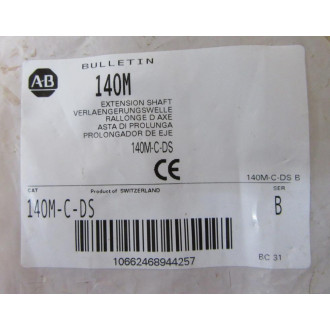 BULLETIN
A-B
140M
EXTENSION SHAFT
VERLAENGERUNGSWELLE
RALLONGE D AXE
ASTA DI PROLUNGA
PROLONGADOR DE EJE
140M-C-DS
CE
140M-C-DS B
CAT
Product of SWITZERLAND
SER
140M-C-DS
B
10662468944257
BC 31